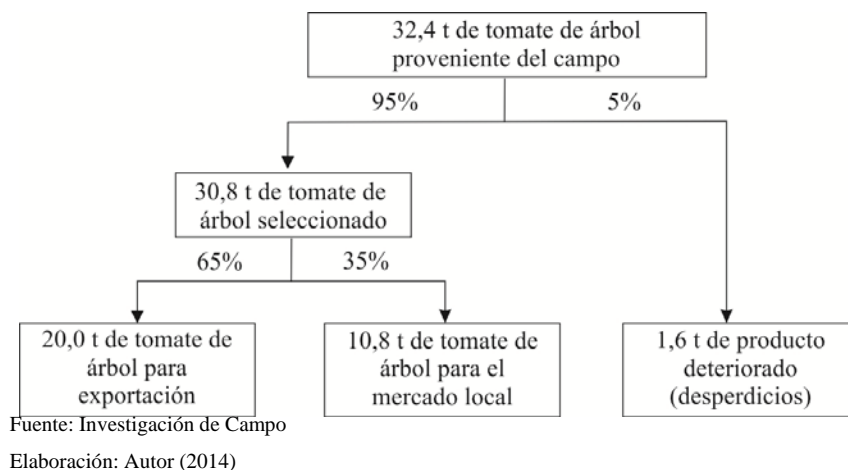 32,4 t de tomate de árbol
proveniente del campo
95%
5%
30,8 t de tomate de
árbol seleccionado
65%
35%
20,0 t de tomate de
árbol para
exportación
10,8 t de tomate de
árbol para el
mercado local
1,6 t de producto
deteriorado
(desperdicios)
Fuente: Investigación de Campo
Elaboración: Autor (2014)